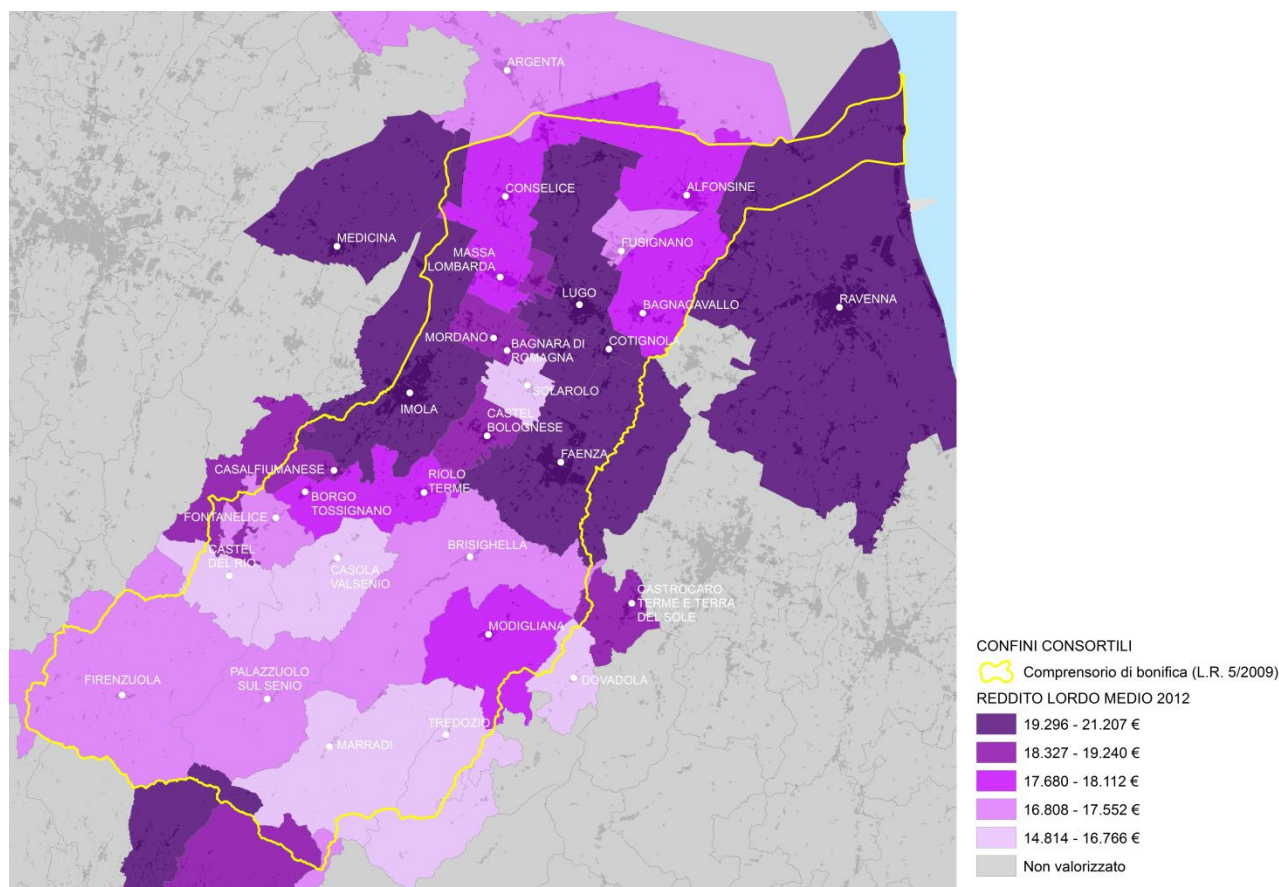 ARGENTA
CONSELICE
ALFONSINE
MEDICINA
FUSIGNANO
MASSA
LOMBARDA
LUGO
RAVENNA
BAGNACAVALLO
MORDANO
BAGNARA DI
ROMAGNA
COTIGNOLA
SOLAROLO
IMOLA
CASTEL
BOLOGNESE
FAENZA
CASALFIUMANESE
RIOLO
TERME
BORGO
TOSSIGNANO
FONTANELICE
BRISIGHELLA
CASTEL
DEL RIO
CASOLA
VALSENIO
CASTROCARO
TERME E TERRA
DEL SOLE
MODIGLIANA
FIRENZUOLA
PALAZZUOLO
SUL SENIO
DOVADOLA
TREDOZIO
MARRADI
CONFINI CONSORTILI
Comprensorio di bonifica (L.R. 5/2009)
REDDITO LORDO MEDIO 2012
19.296 - 21.207 €
18.327 - 19.240 €
17.680 - 18.112 €
16.808 - 17.552 €
14.814 - 16.766 €
Non valorizzato